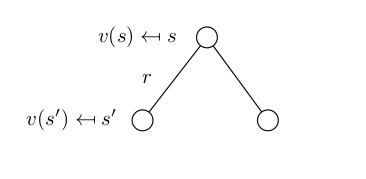 v(s) ↤ s
r
v(s′) ↤ s′